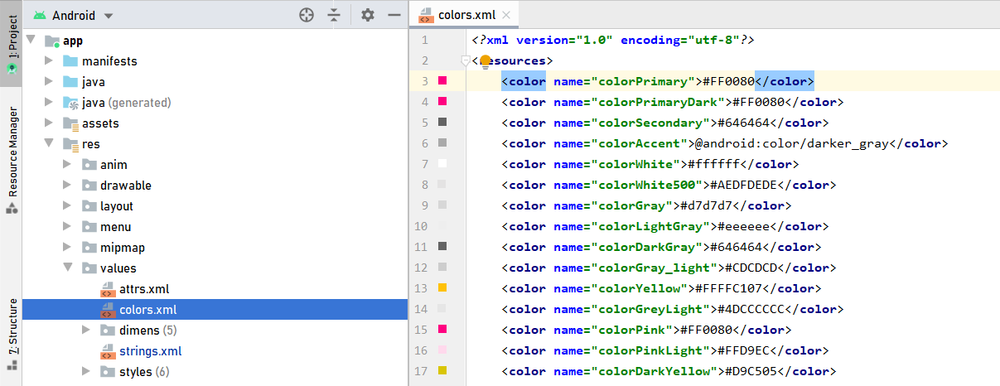 1: Project
Resource Manager
7: Structure
Android
app
manifests
java
java (generated)
assets
res
anim
drawable
layout
menu
mipmap
values
attrs.xml
colors.xml
dimens (5)
strings.xml
styles (6)
colors.xml
1 <?xml version="1.0" encoding="utf-8"?>
2 <resources>
3 <color name="colorPrimary">#FF0080</color>
4 <color name="colorPrimaryDark">#FF0080</color>
5 <color name="colorSecondary">#646464</color>
6 <color name="colorAccent">@android:color/darker_gray</color>
7 <color name="colorWhite">#ffffff</color>
8 <color name="colorWhite500">#AEDFDEDE</color>
9 <color name="colorGray">#d7d7d7</color>
10 <color name="colorLightGray">#eeeeee</color>
11 <color name="colorDarkGray">#646464</color>
12 <color name="colorGray_light">#CDCDCD</color>
13 <color name="colorYellow">#FFFFC107</color>
14 <color name="colorGreyLight">#4DCCCCCC</color>
15 <color name="colorPink">#FF0080</color>
16 <color name="colorPinkLight">#FFD9EC</color>
17 <color name="colorDarkYellow">#D9C505</color>